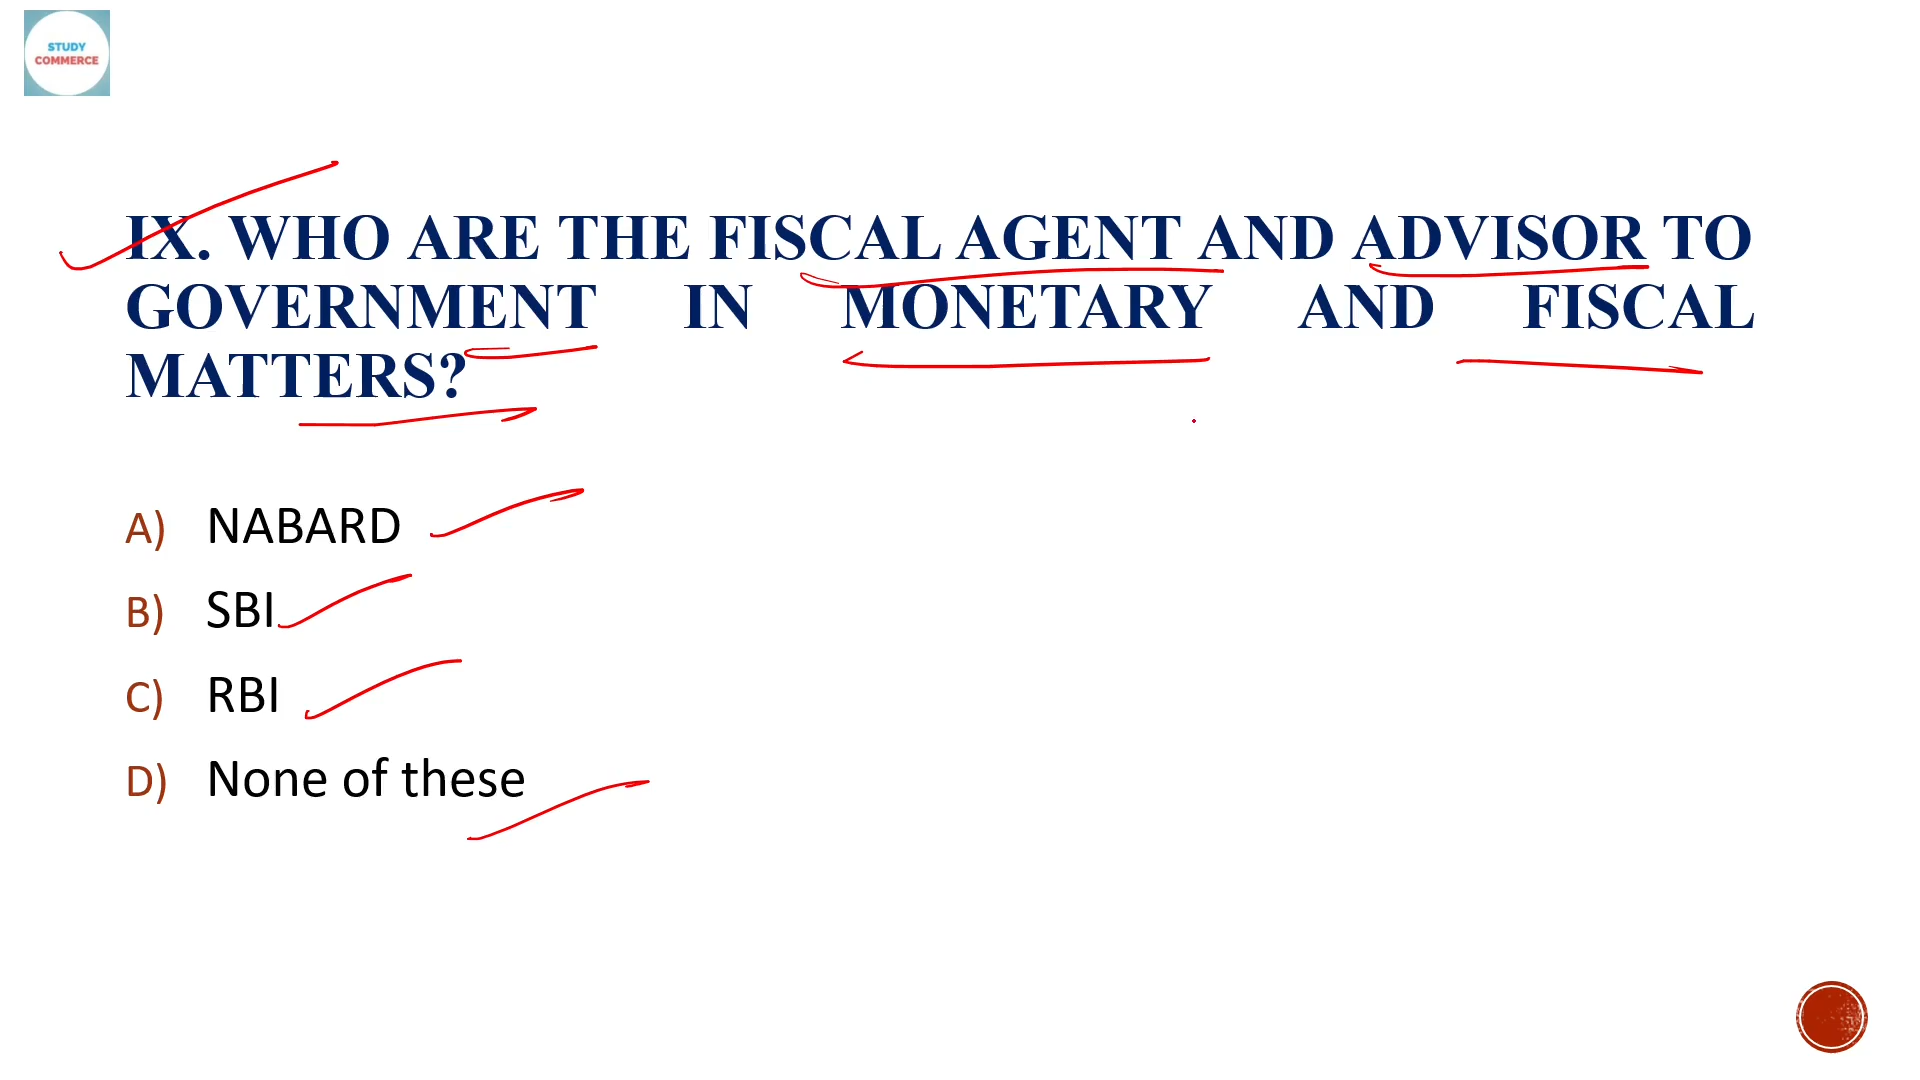 STUDY
COMMERCE
IX. WHO ARE THE FISCAL AGENT AND ADVISOR TO
GOVERNMENT IN MONETARY AND FISCAL
MATTERS?
A) NABARD
B) SBI
C) RBI
D) None of these